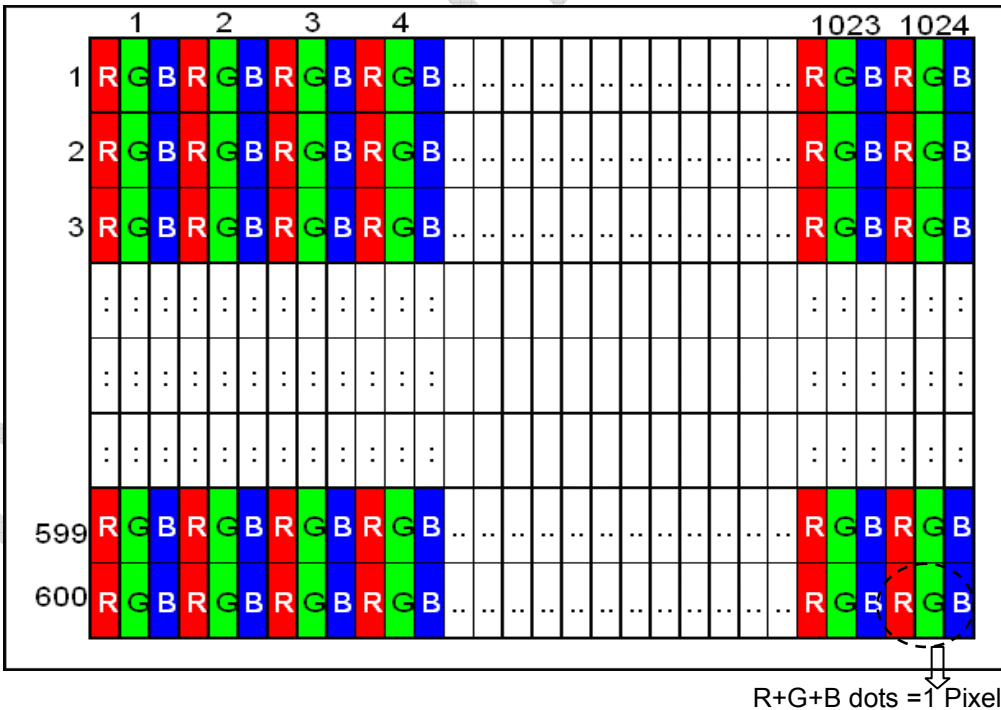 1 2 3 4 1023 1024
1 R G B R G B R G B R G B .. .. .. .. .. .. .. .. .. .. .. .. R G B R G B
2 R G B R G B R G B R G B .. .. .. .. .. .. .. .. .. .. .. .. R G B R G B
3 R G B R G B R G B R G B .. .. .. .. .. .. .. .. .. .. .. .. R G B R G B
: : : : : : : : : : : : : : : : : :
: : : : : : : : : : : : : : : : : :
: : : : : : : : : : : : : : : : : :
599 R G B R G B R G B R G B .. .. .. .. .. .. .. .. .. .. .. .. R G B R G B
600 R G B R G B R G B R G B .. .. .. .. .. .. .. .. .. .. .. .. R G B R G B
R+G+B dots =1 Pixel